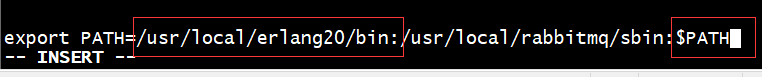 export PATH=/usr/local/erlang20/bin:/usr/local/rabbitmq/sbin:$PATH
-- INSERT --